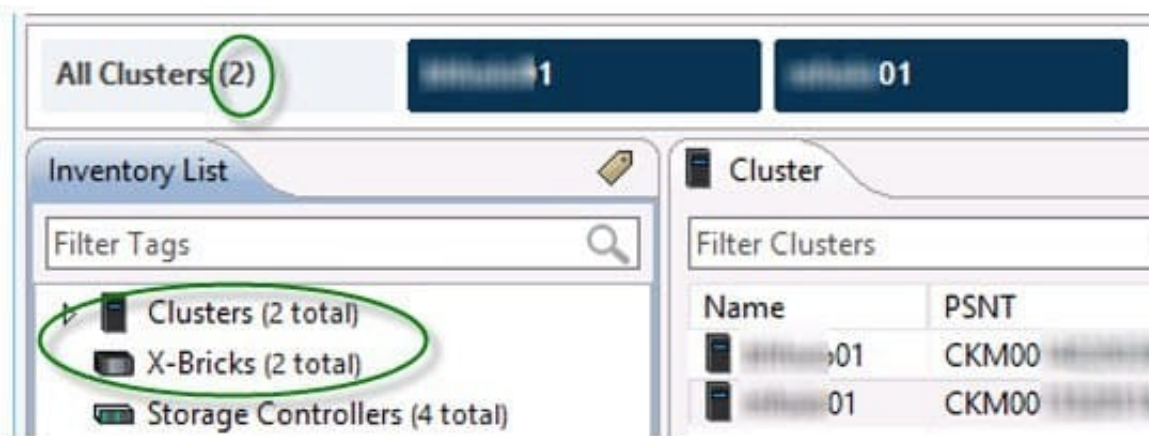 All Clusters (2)
1
01
Inventory List
Filter Tags
Clusters (2 total)
X-Bricks (2 total)
Storage Controllers (4 total)
Cluster
Filter Clusters
Name PSNT
01 CKM00
01 CKM00